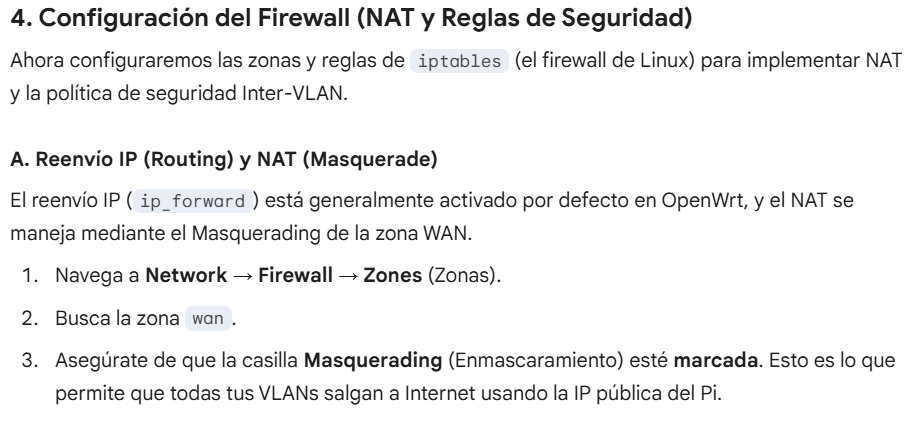 4. Configuración del Firewall (NAT y Reglas de Seguridad)
Ahora configuraremos las zonas y reglas de iptables (el firewall de Linux) para implementar NAT
y la política de seguridad Inter-VLAN.
A. Reenvío IP (Routing) y NAT (Masquerade)
El reenvío IP ( ip_forward ) está generalmente activado por defecto en OpenWrt, y el NAT se
maneja mediante el Masquerading de la zona WAN.
1. Navega a Network → Firewall → Zones (Zonas).
2. Busca la zona wan .
3. Asegúrate de que la casilla Masquerading (Enmascaramiento) esté marcada. Esto es lo que
permite que todas tus VLANs salgan a Internet usando la IP pública del Pi.